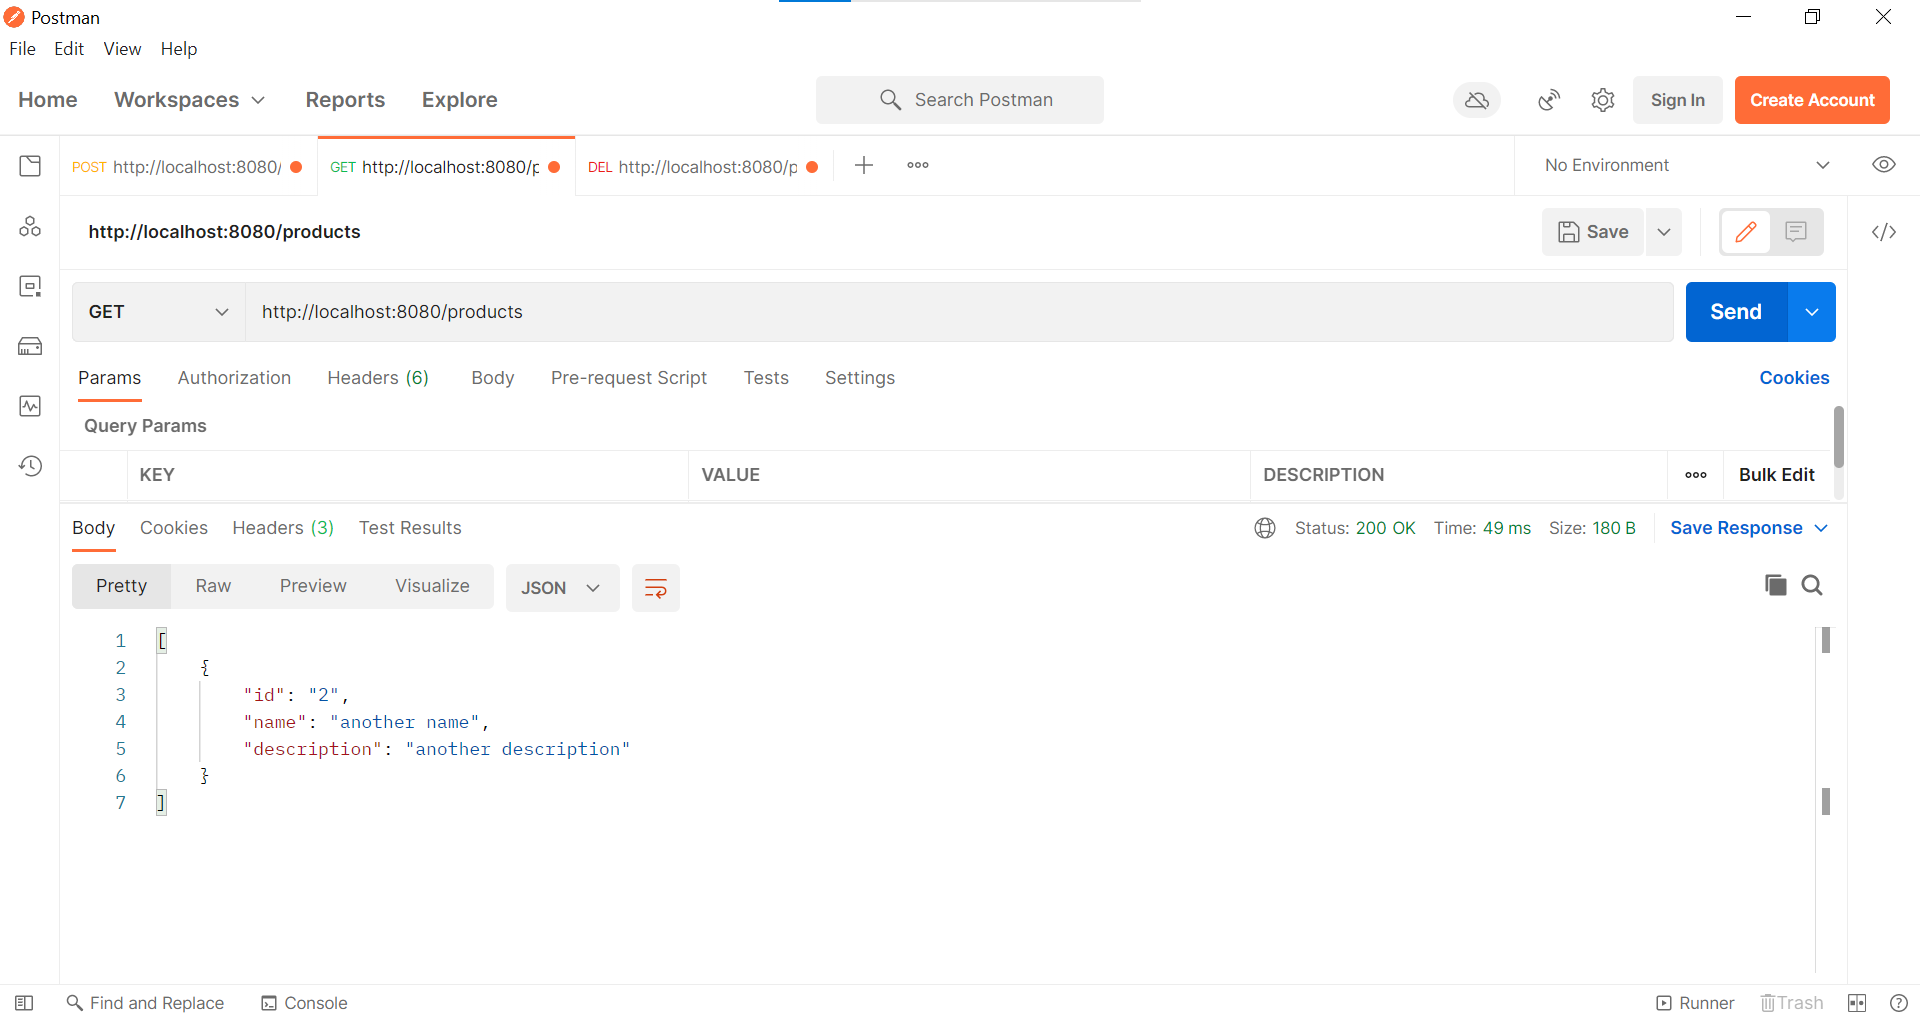 Postman
File Edit View Help
Home Workspaces Reports Explore Search Postman Sign In Create Account
POST http://localhost:8080/ GET http://localhost:8080/p DEL http://localhost:8080/p No Environment
http://localhost:8080/products Save
GET http://localhost:8080/products Send
Params Authorization Headers (6) Body Pre-request Script Tests Settings Cookies
Query Params
KEY VALUE DESCRIPTION Bulk Edit
Body Cookies Headers (3) Test Results Status: 200 OK Time: 49 ms Size: 180 B Save Response
Pretty Raw Preview Visualize JSON
1 [
2 {
3 "id": "2",
4 "name": "another name",
5 "description": "another description"
6 }
7 ]
Find and Replace Console Runner Trash